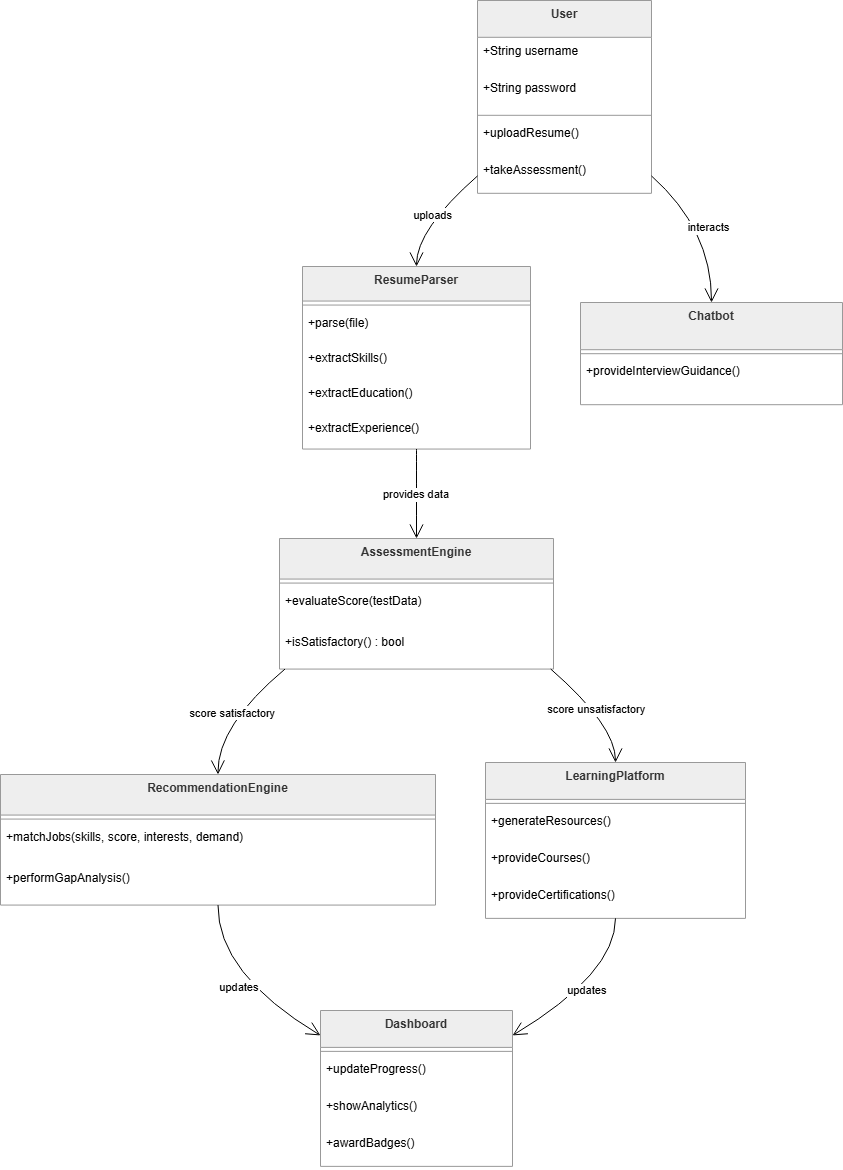 User
+String username
+String password
+uploadResume()
+takeAssessment()
uploads
interacts
ResumeParser
+parse(file)
+extractSkills()
+extractEducation()
+extractExperience()
Chatbot
+provideInterviewGuidance()
provides data
AssessmentEngine
+evaluateScore(testData)
+isSatisfactory() : bool
score satisfactory
score unsatisfactory
RecommendationEngine
+matchJobs(skills, score, interests, demand)
+performGapAnalysis()
LearningPlatform
+generateResources()
+provideCourses()
+provideCertifications()
updates
updates
Dashboard
+updateProgress()
+showAnalytics()
+awardBadges()